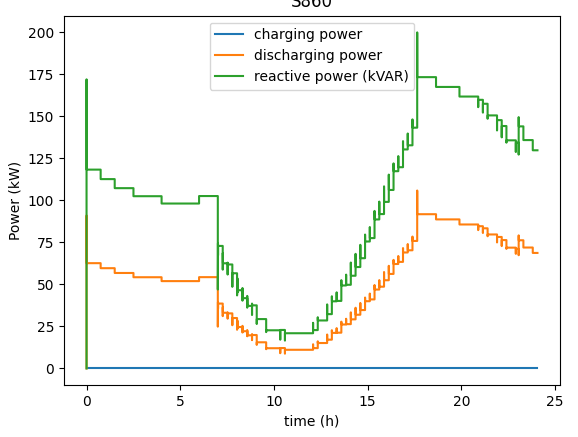 S860
charging power
discharging power
reactive power (kVAR)
Power (kW)
200
175
150
125
100
75
50
25
0
0 5 10 15 20 25
time (h)